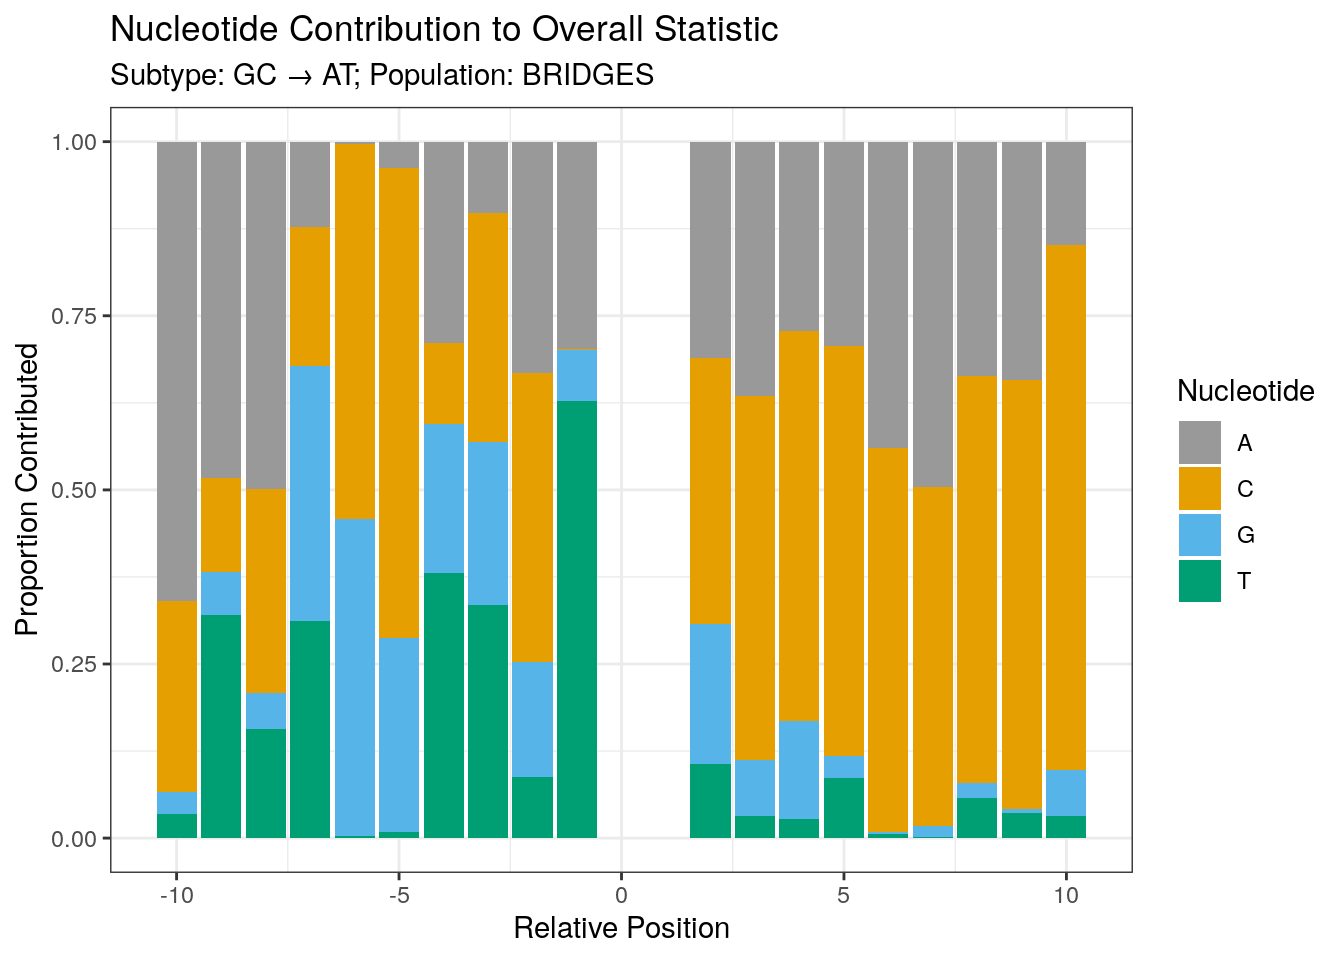 Nucleotide Contribution to Overall Statistic
Subtype: GC → AT; Population: BRIDGES
Proportion Contributed
1.00
0.75
0.50
0.25
0.00
-10 -5 0 5 10
Relative Position
Nucleotide
A
C
G
T